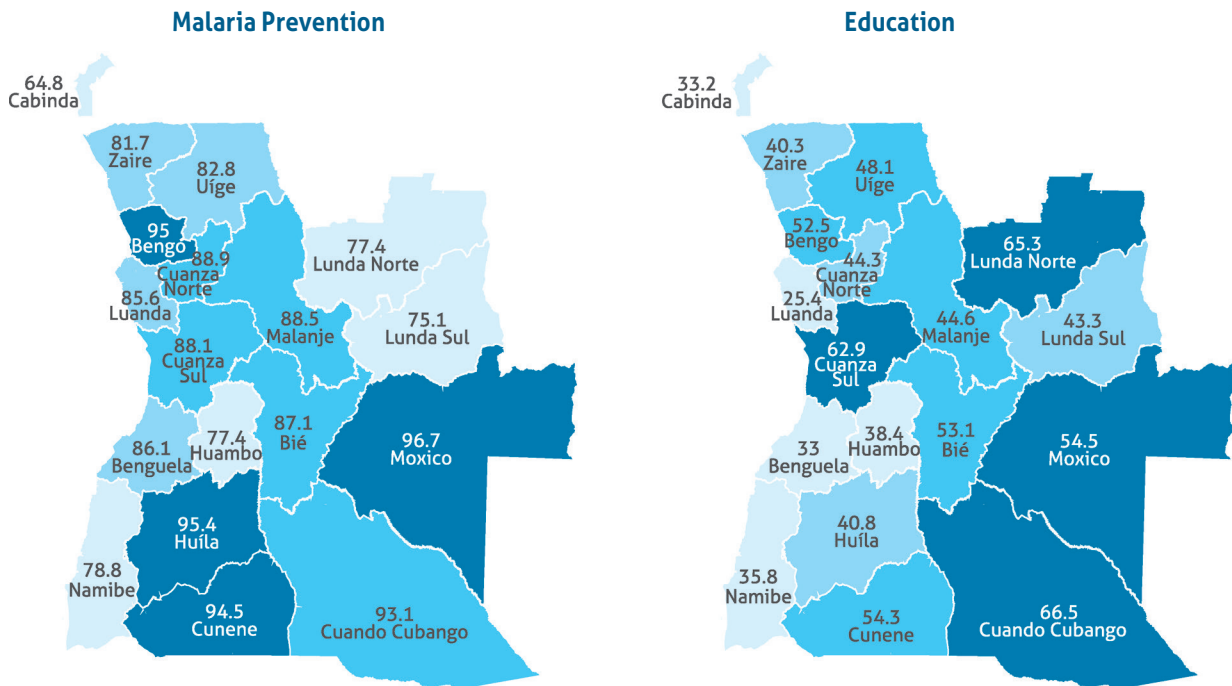 Malaria Prevention
64.8
Cabinda
81.7
Zaire
82.8
Uíge
95
Bengo
88.9
Cuanza
Norte
77.4
Lunda Norte
85.6
Luanda
88.5
Malanje
75.1
Lunda Sul
88.1
Cuanza
Sul
87.1
Bié
77.4
Huambo
86.1
Benguela
96.7
Moxico
95.4
Huíla
78.8
Namibe
94.5
Cunene
93.1
Cuando Cubango
Education
33.2
Cabinda
40.3
Zaire
48.1
Uíge
52.5
Bengo
44.3
Cuanza
Norte
65.3
Lunda Norte
25.4
Luanda
44.6
Malanje
43.3
Lunda Sul
62.9
Cuanza
Sul
53.1
Bié
38.4
Huambo
33
Benguela
54.5
Moxico
40.8
Huíla
35.8
Namibe
54.3
Cunene
66.5
Cuando Cubango